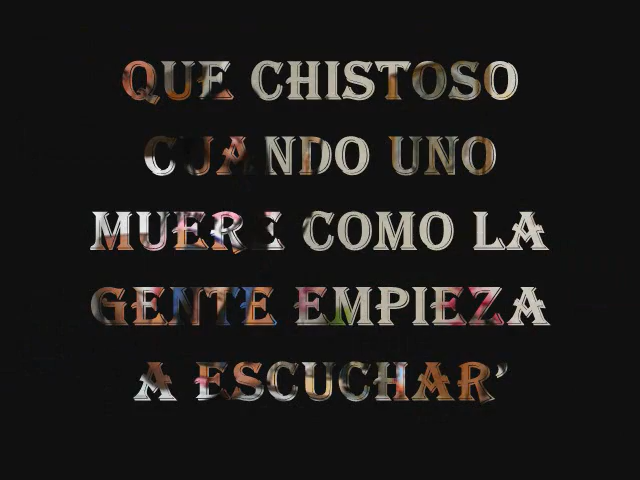 QUE CHISTOSO
CUANDO UNO
MUERE COMO LA
GENTE EMPIEZA
A ESCUCHAR'